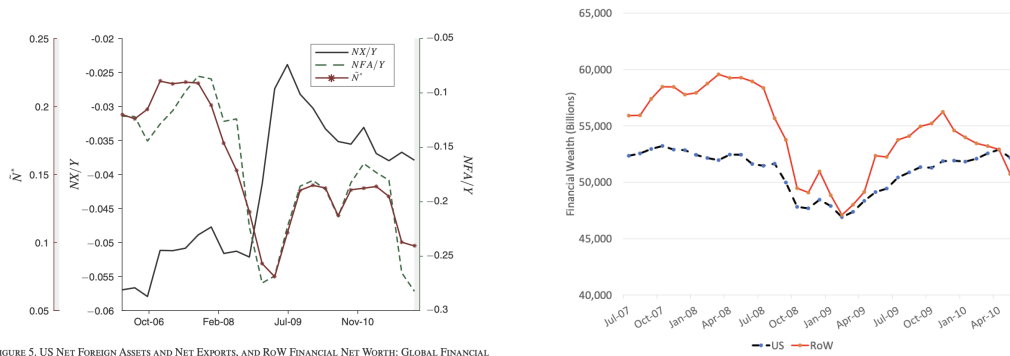 0.25
0.2
0.15
0.1
0.05
Ñ*
-0.02
-0.025
-0.03
-0.035
-0.04
-0.045
-0.05
-0.055
-0.06
NX/Y
NX/Y
NFA/Y
Ñ*
-0.05
-0.1
-0.15
-0.2
-0.25
-0.3
NFA/Y
Oct-06
Feb-08
Jul-09
Nov-10
IGURE 5. US NET FOREIGN ASSETS AND NET EXPORTS, AND ROW FINANCIAL NET WORTH: GLOBAL FINANCIAL
65,000
60,000
55,000
50,000
45,000
40,000
Financial Wealth (Billions)
Jul-07
Oct-07
Jan-08
Apr-08
Jul-08
Oct-08
Jan-09
Apr-09
Jul-09
Oct-09
Jan-10
Apr-10
US
RoW